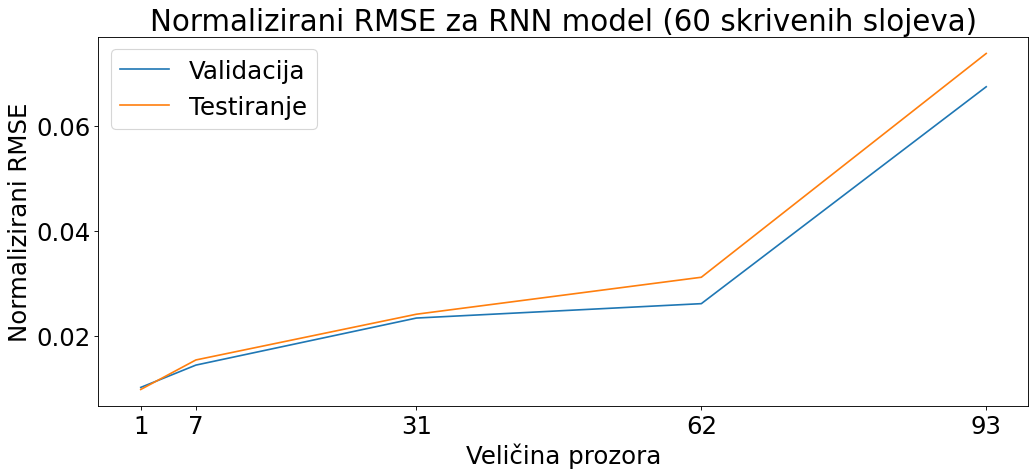 Normalizirani RMSE za RNN model (60 skrivenih slojeva)
Validacija
Testiranje
Normalizirani RMSE
0.06
0.04
0.02
1 7 31 62 93
Veličina prozora